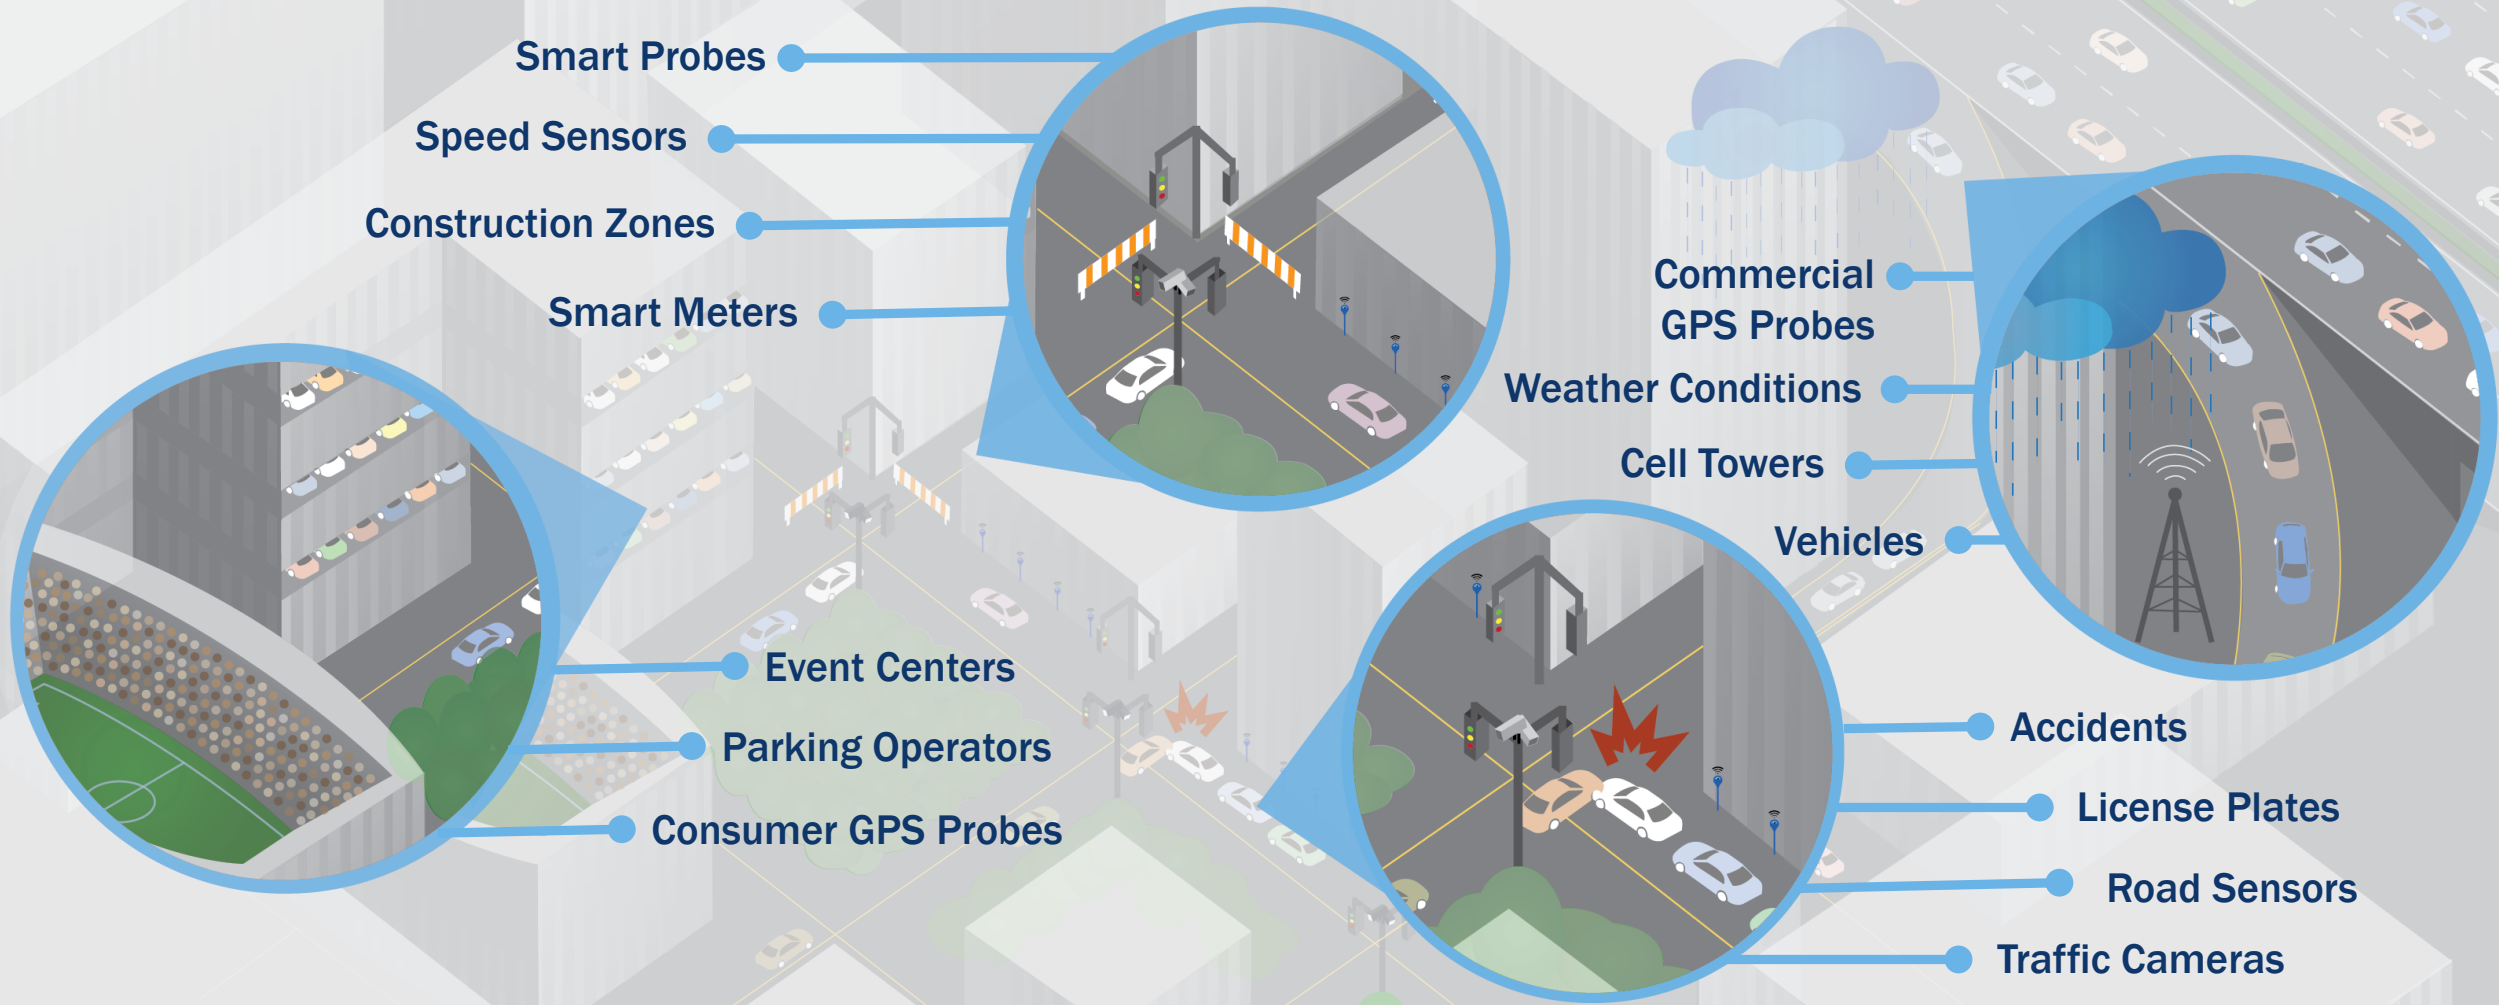 Smart Probes
Speed Sensors
Construction Zones
Smart Meters
Commercial
GPS Probes
Weather Conditions
Cell Towers
Vehicles
Event Centers
Parking Operators
Consumer GPS Probes
Accidents
License Plates
Road Sensors
Traffic Cameras